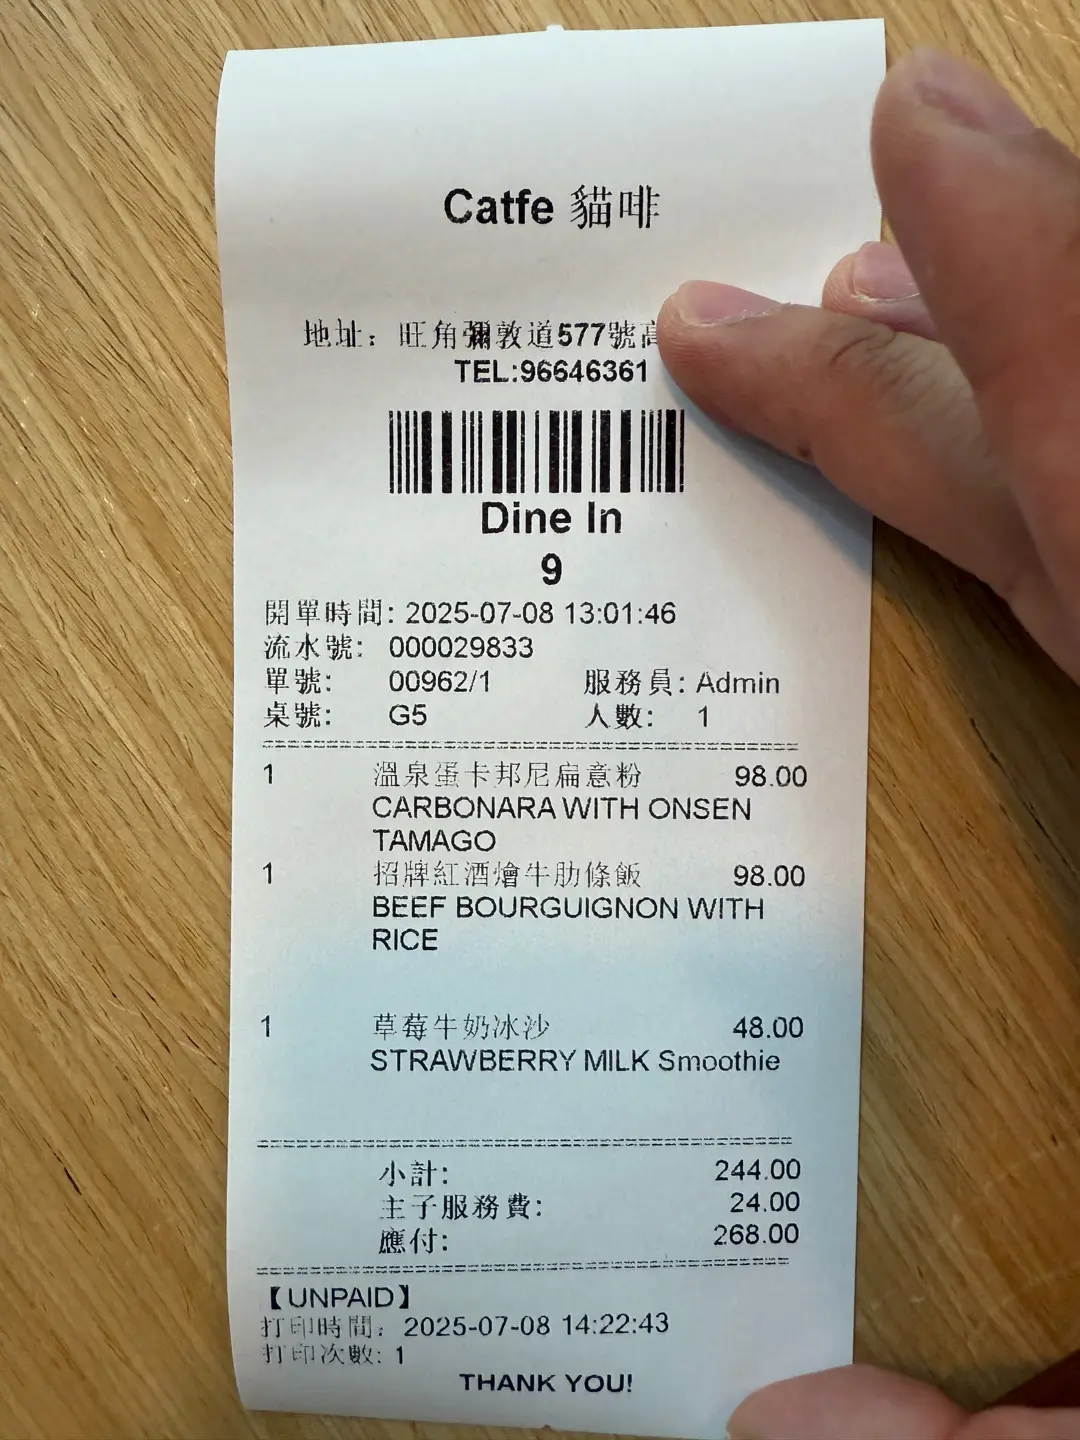 Catfe 貓啡
地址：旺角彌敦道577號高
TEL:96646361
Dine In
9
開單時間: 2025-07-08 13:01:46
流水號: 000029833
單號: 00962/1 服務員: Admin
桌號: G5 人數: 1
1 溫泉蛋卡邦尼扁意粉 98.00
CARBONARA WITH ONSEN
TAMAGO
1 招牌紅酒燴牛肋條飯 98.00
BEEF BOURGUIGNON WITH
RICE
1 草莓牛奶冰沙 48.00
STRAWBERRY MILK Smoothie
小計: 244.00
主子服務費: 24.00
應付: 268.00
【UNPAID】
打印時間: 2025-07-08 14:22:43
打印次數: 1
THANK YOU!